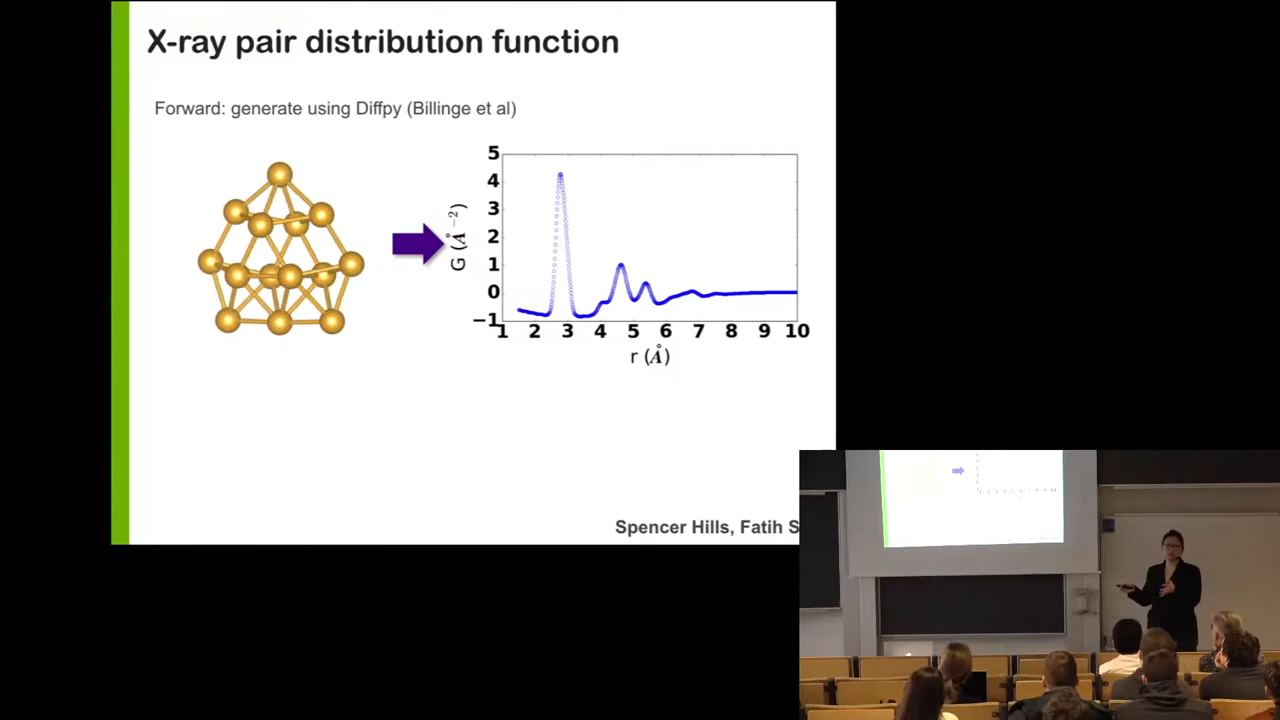 X-ray pair distribution function
Forward: generate using Diffpy (Billinge et al)
5
4
3
2
1
0
−1
G (Å⁻²)
1 2 3 4 5 6 7 8 9 10
r (Å)
Spencer Hills, Fatih S